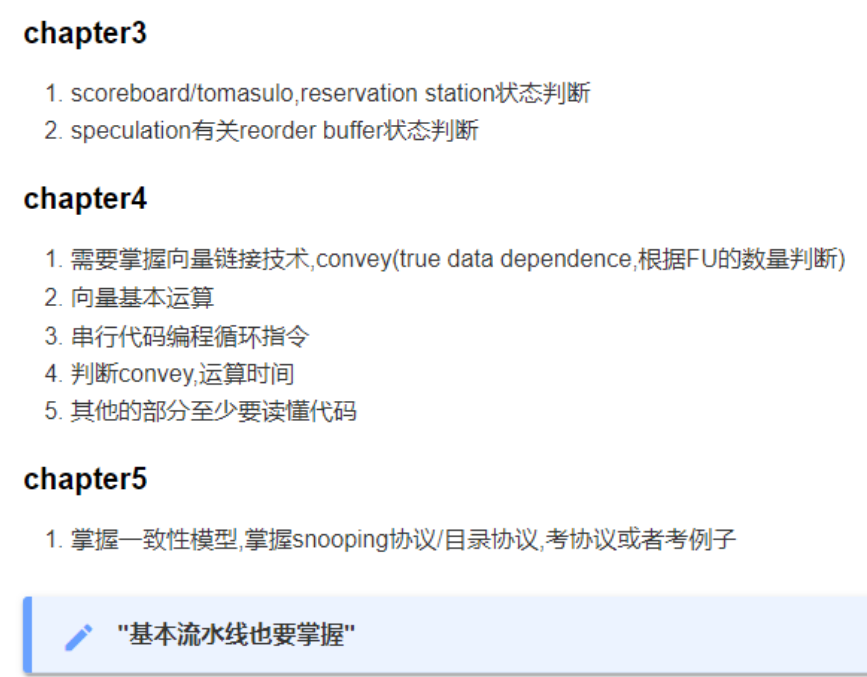 chapter3
1. scoreboard/tomasulo,reservation station状态判断
2. speculation有关reorder buffer状态判断
chapter4
1. 需要掌握向量链接技术,convey(true data dependence,根据FU的数量判断)
2. 向量基本运算
3. 串行代码编程循环指令
4. 判断convey,运算时间
5. 其他的部分至少要读懂代码
chapter5
1. 掌握一致性模型,掌握snooping协议/目录协议,考协议或者考例子
"基本流水线也要掌握"